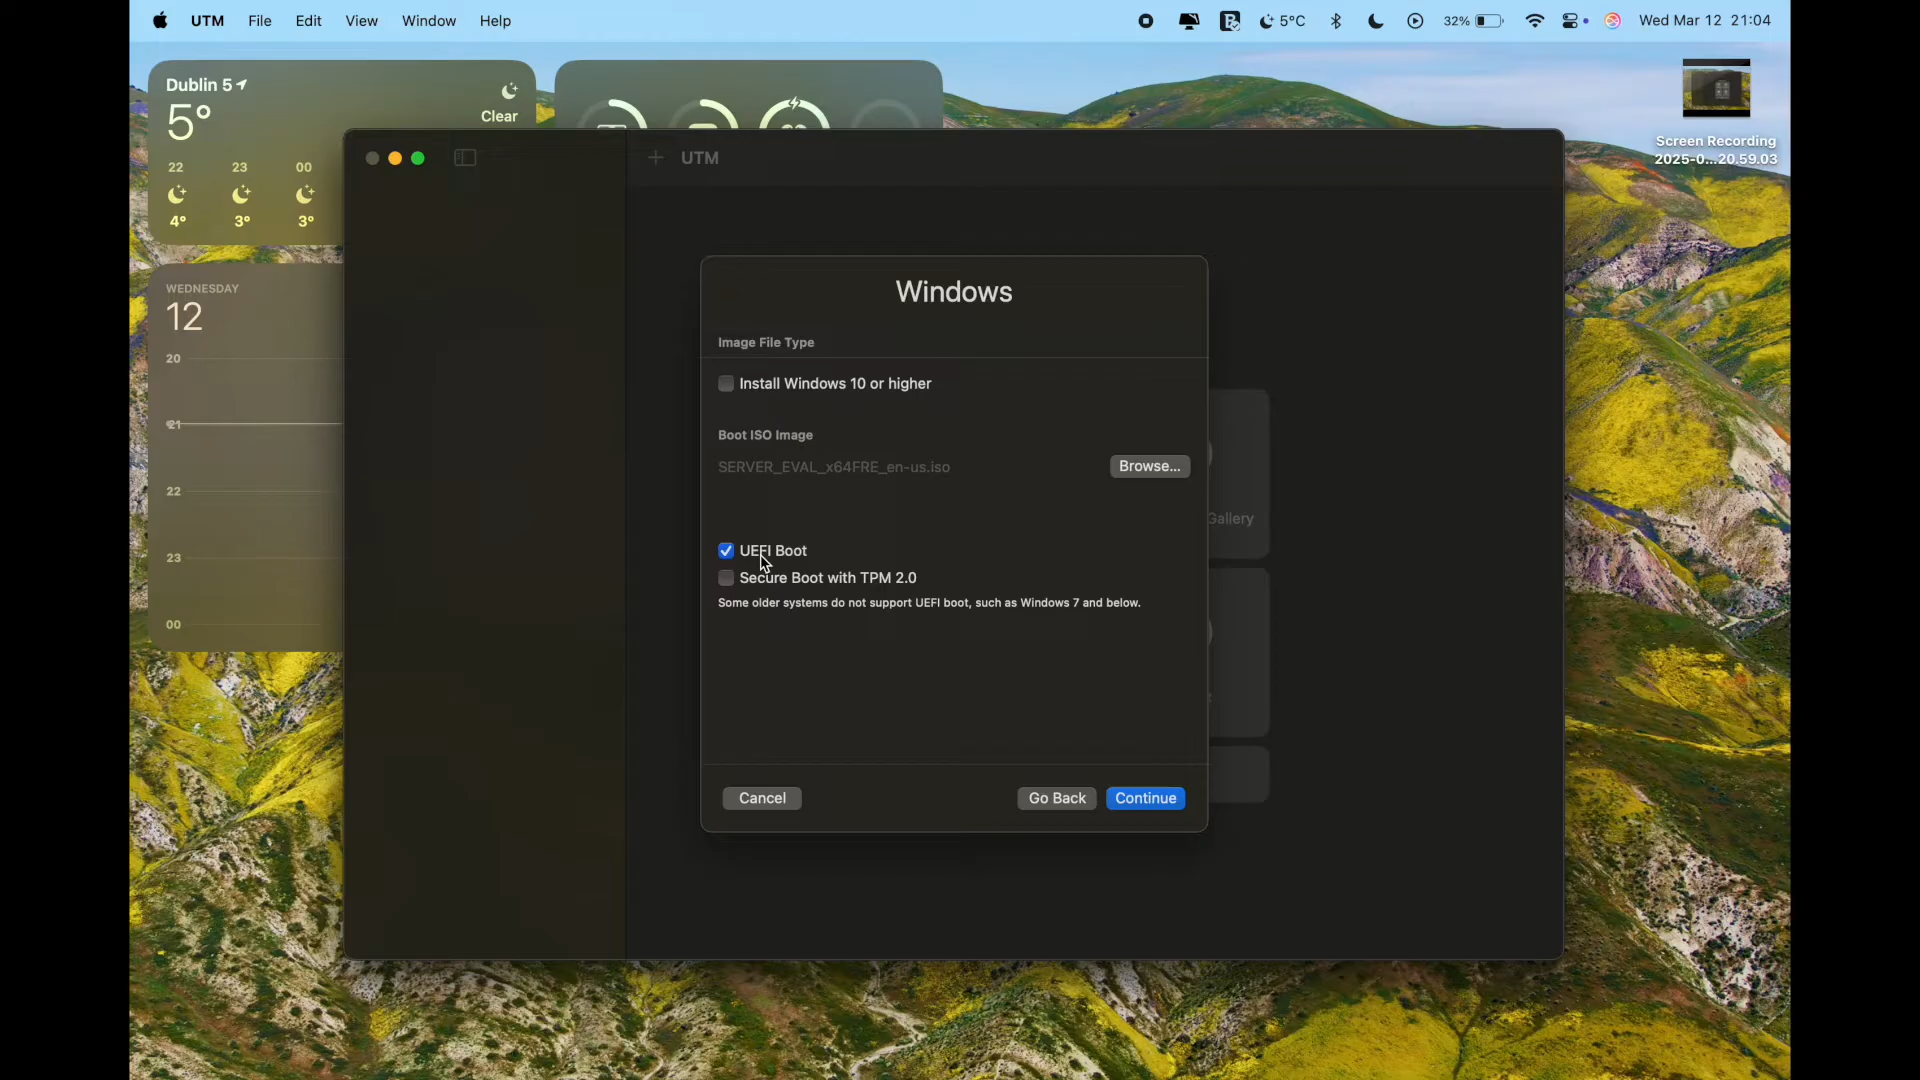 UTM File Edit View Window Help
5°C 32% Wed Mar 12 21:04
Dublin 5
5°
Clear
22 23 00
4° 3° 3°
WEDNESDAY
12
20
21
22
23
00
Screen Recording
2025-0...20.59.03
UTM
Windows
Image File Type
Install Windows 10 or higher
Boot ISO Image
SERVER_EVAL_x64FRE_en-us.iso
Browse...
UEFI Boot
Secure Boot with TPM 2.0
Some older systems do not support UEFI boot, such as Windows 7 and below.
Cancel Go Back Continue
Gallery